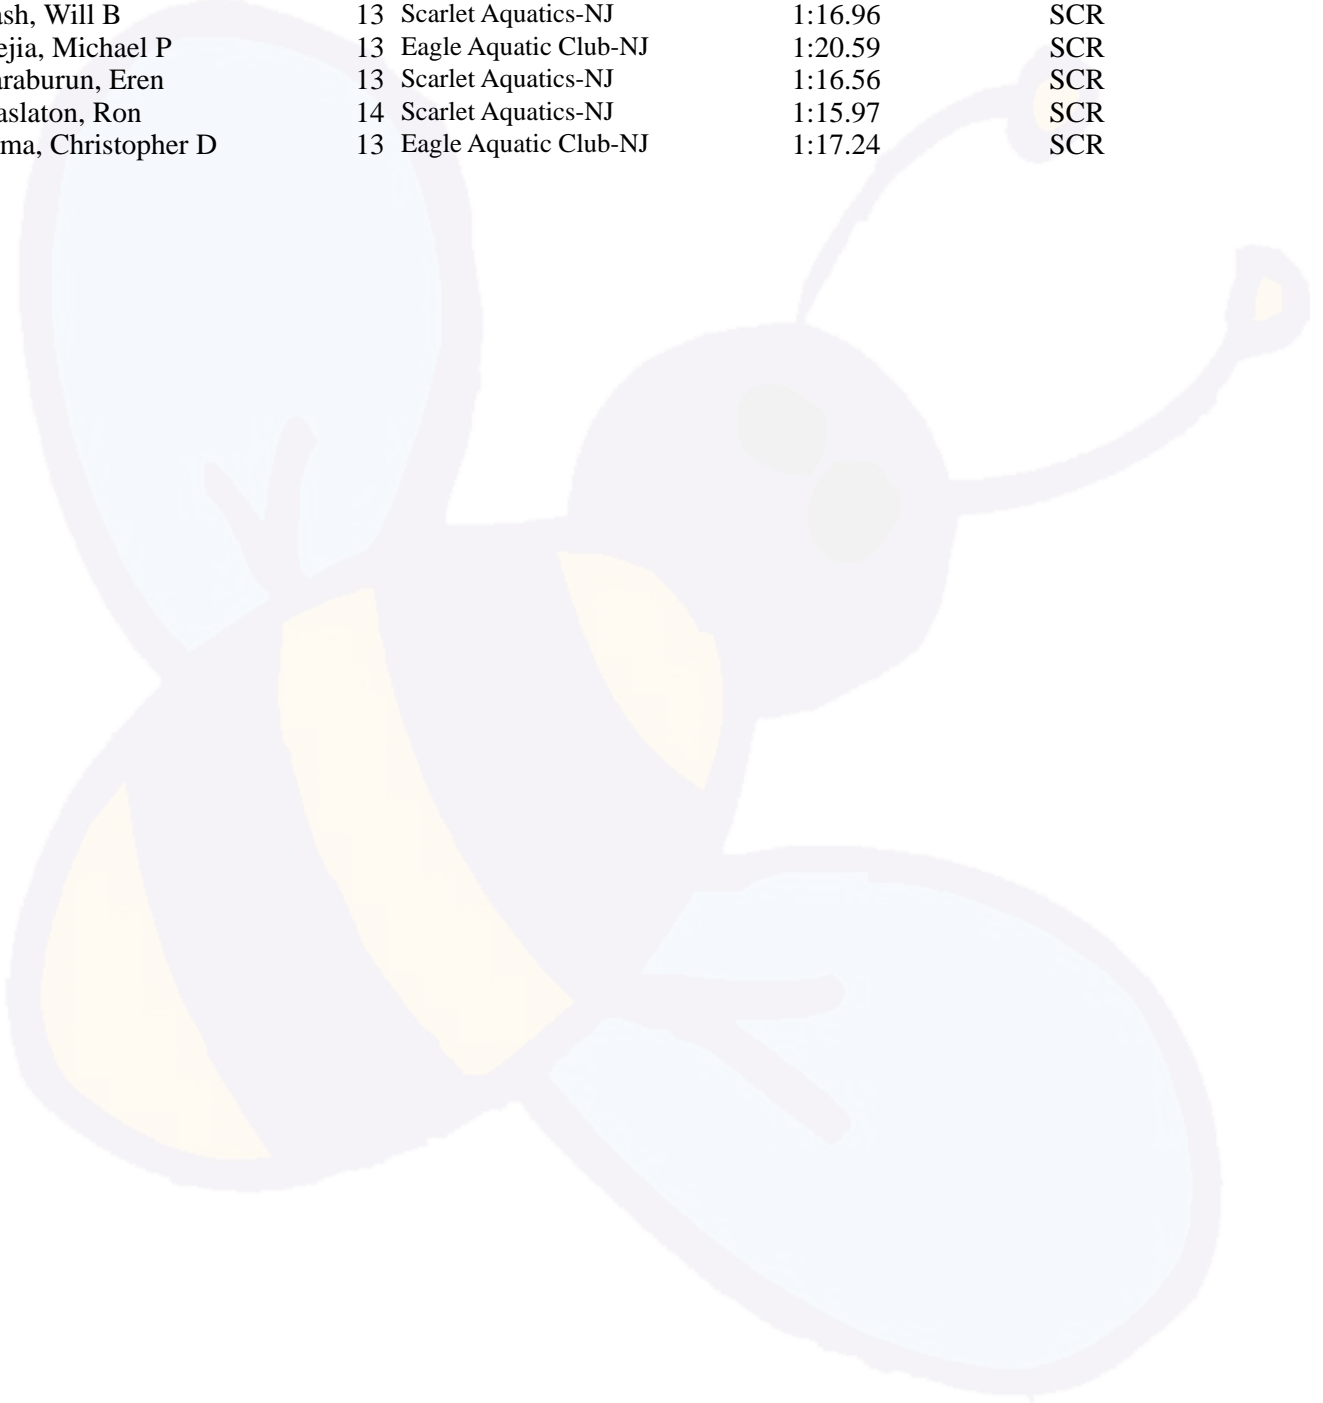 ash, Will B 13 Scarlet Aquatics-NJ 1:16.96 SCR
ejia, Michael P 13 Eagle Aquatic Club-NJ 1:20.59 SCR
araburun, Eren 13 Scarlet Aquatics-NJ 1:16.56 SCR
aslaton, Ron 14 Scarlet Aquatics-NJ 1:15.97 SCR
ma, Christopher D 13 Eagle Aquatic Club-NJ 1:17.24 SCR